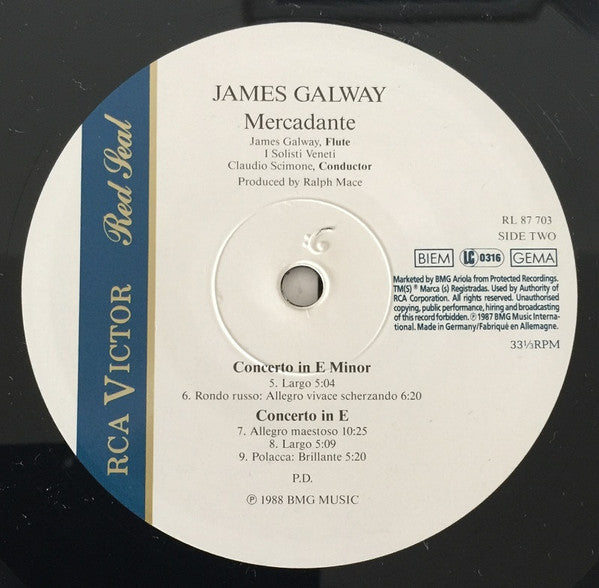 JAMES GALWAY
Mercadante
James Galway, Flute
I Solisti Veneti
Claudio Scimone, Conductor
Produced by Ralph Mace
RCA VICTOR Red Seal
RL 87 703
SIDE TWO
BIEM LC 0316 GEMA
Marketed by BMG Ariola from Protected Recordings.
TM(S) ® Marca (s) Registradas. Used by Authority of
RCA Corporation. All rights reserved. Unauthorised
copying, public performance, hiring and broadcasting
of this record forbidden. ℗ 1987 BMG Music Interna-
tional. Made in Germany/Fabriqué en Allemagne.
33⅓RPM
Concerto in E Minor
5. Largo 5:04
6. Rondo russo: Allegro vivace scherzando 6:20
Concerto in E
7. Allegro maestoso 10:25
8. Largo 5:09
9. Polacca: Brillante 5:20
P.D.
℗ 1988 BMG MUSIC